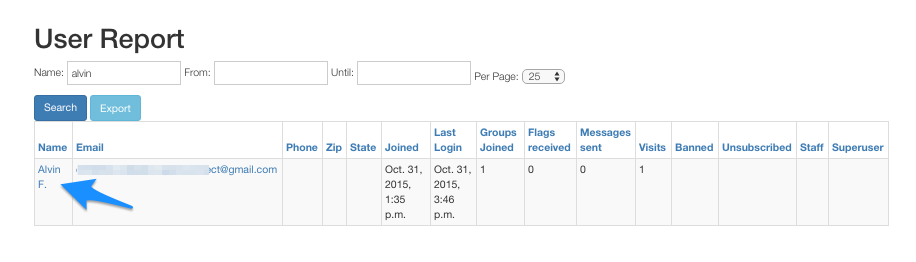 User Report
Name: alvin From: Until: Per Page: 25
Search Export
Name Email Phone Zip State Joined Last Login Groups Joined Flags received Messages sent Visits Banned Unsubscribed Staff Superuser
Alvin F. ct@gmail.com Oct. 31, 2015, 1:35 p.m. Oct. 31, 2015, 3:46 p.m. 1 0 0 1